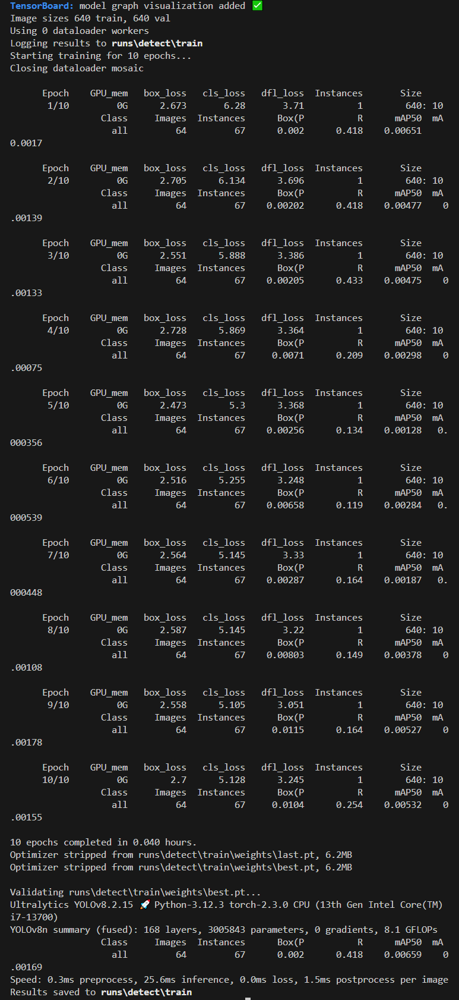 TensorBoard: model graph visualization added ✅
Image sizes 640 train, 640 val
Using 0 dataloader workers
Logging results to runs\detect\train
Starting training for 10 epochs...
Closing dataloader mosaic
Epoch GPU_mem box_loss cls_loss dfl_loss Instances Size
1/10 0G 2.673 6.28 3.71 1 640: 10
Class Images Instances Box(P R mAP50 mA
all 64 67 0.002 0.418 0.00651
0.0017
Epoch GPU_mem box_loss cls_loss dfl_loss Instances Size
2/10 0G 2.705 6.134 3.696 1 640: 10
Class Images Instances Box(P R mAP50 mA
all 64 67 0.00202 0.418 0.00477 0
.00139
Epoch GPU_mem box_loss cls_loss dfl_loss Instances Size
3/10 0G 2.551 5.888 3.386 1 640: 10
Class Images Instances Box(P R mAP50 mA
all 64 67 0.00205 0.433 0.00475 0
.00133
Epoch GPU_mem box_loss cls_loss dfl_loss Instances Size
4/10 0G 2.728 5.869 3.364 1 640: 10
Class Images Instances Box(P R mAP50 mA
all 64 67 0.0071 0.209 0.00298 0
.00075
Epoch GPU_mem box_loss cls_loss dfl_loss Instances Size
5/10 0G 2.473 5.3 3.368 1 640: 10
Class Images Instances Box(P R mAP50 mA
all 64 67 0.00256 0.134 0.00128 0.
000356
Epoch GPU_mem box_loss cls_loss dfl_loss Instances Size
6/10 0G 2.516 5.255 3.248 1 640: 10
Class Images Instances Box(P R mAP50 mA
all 64 67 0.00658 0.119 0.00284 0.
000539
Epoch GPU_mem box_loss cls_loss dfl_loss Instances Size
7/10 0G 2.564 5.145 3.33 1 640: 10
Class Images Instances Box(P R mAP50 mA
all 64 67 0.00287 0.164 0.00187 0.
000448
Epoch GPU_mem box_loss cls_loss dfl_loss Instances Size
8/10 0G 2.587 5.145 3.22 1 640: 10
Class Images Instances Box(P R mAP50 mA
all 64 67 0.00803 0.149 0.00378 0
.00108
Epoch GPU_mem box_loss cls_loss dfl_loss Instances Size
9/10 0G 2.558 5.105 3.051 1 640: 10
Class Images Instances Box(P R mAP50 mA
all 64 67 0.0115 0.164 0.00527 0
.00178
Epoch GPU_mem box_loss cls_loss dfl_loss Instances Size
10/10 0G 2.7 5.128 3.245 1 640: 10
Class Images Instances Box(P R mAP50 mA
all 64 67 0.0104 0.254 0.00532 0
.00155
10 epochs completed in 0.040 hours.
Optimizer stripped from runs\detect\train\weights\last.pt, 6.2MB
Optimizer stripped from runs\detect\train\weights\best.pt, 6.2MB
Validating runs\detect\train\weights\best.pt...
Ultralytics YOLOv8.2.15 🚀 Python-3.12.3 torch-2.3.0 CPU (13th Gen Intel Core(TM)
i7-13700)
YOLOv8n summary (fused): 168 layers, 3005843 parameters, 0 gradients, 8.1 GFLOPs
Class Images Instances Box(P R mAP50 mA
all 64 67 0.002 0.418 0.00659 0
.00169
Speed: 0.3ms preprocess, 25.6ms inference, 0.0ms loss, 1.5ms postprocess per image
Results saved to runs\detect\train